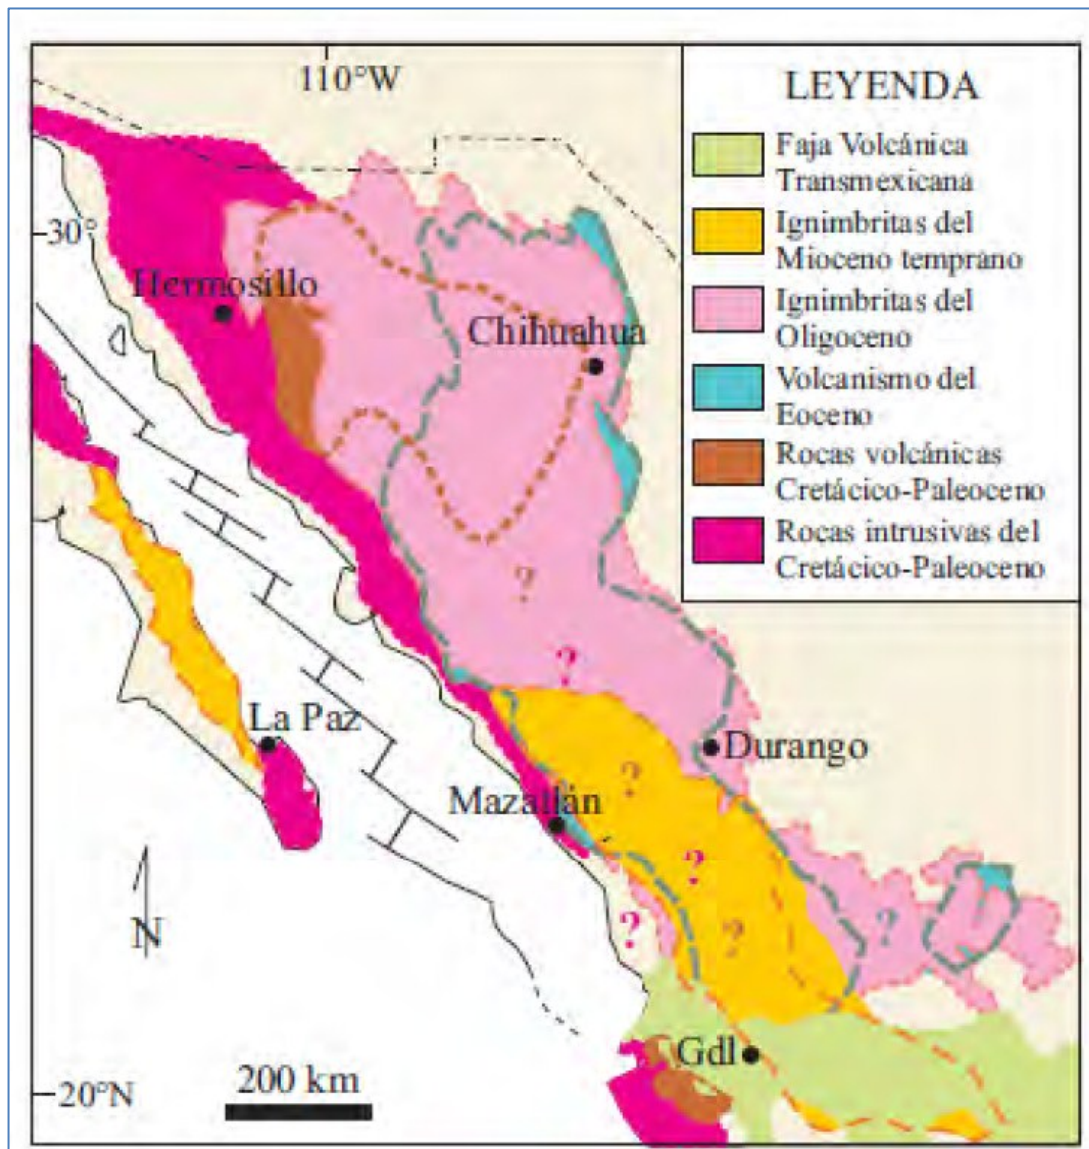 110°W
LEYENDA
Faja Volcánica
Transmexicana
Ignimbritas del
Mioceno temprano
Ignimbritas del
Oligoceno
Volcanismo del
Eoceno
Rocas volcánicas
Cretácico-Paleoceno
Rocas intrusivas del
Cretácico-Paleoceno
30°
Hermosillo
Chihuahua
?
?
La Paz
Durango
?
Mazatlán
?
?
?
?
N
Gdl
20°N
200 km